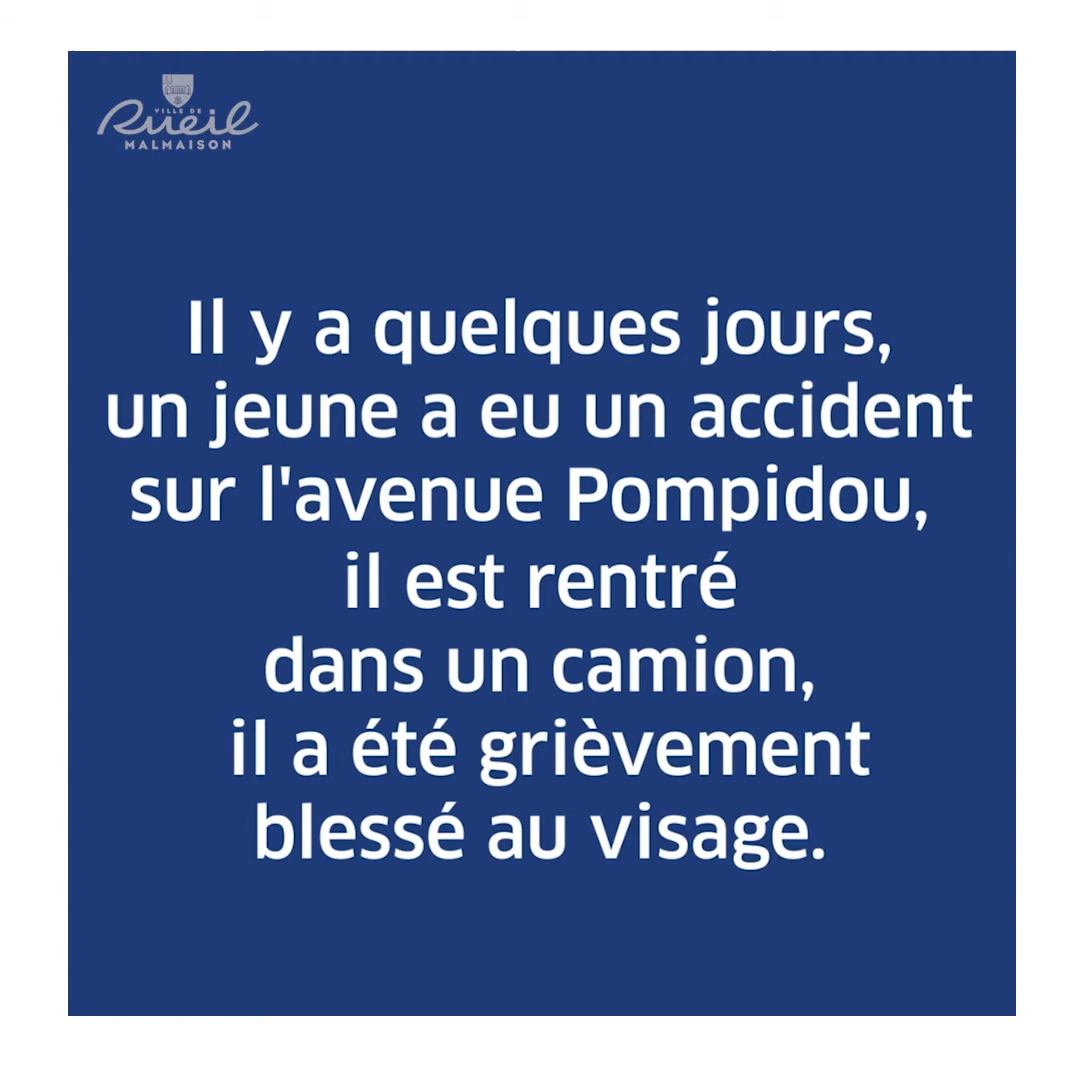 VILLE DE
Rueil
MALMAISON
Il y a quelques jours,
un jeune a eu un accident
sur l'avenue Pompidou,
il est rentré
dans un camion,
il a été grièvement
blessé au visage.